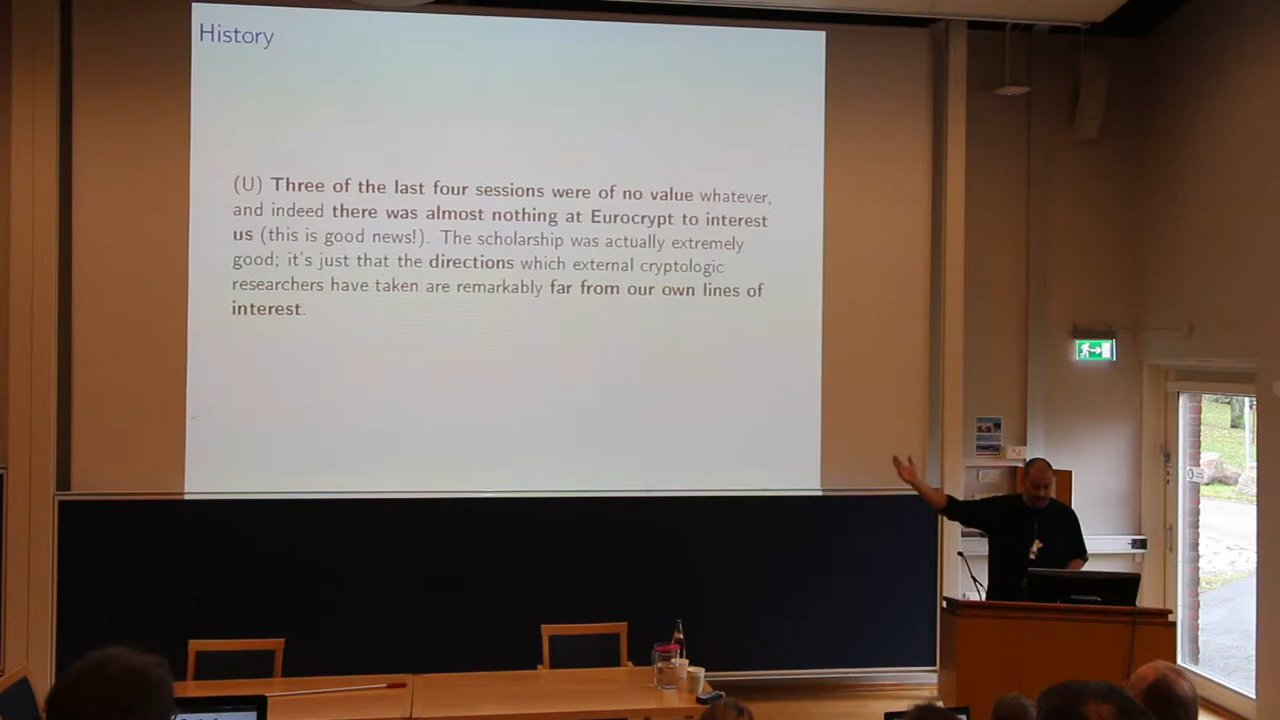 History
(U) Three of the last four sessions were of no value whatever,
and indeed there was almost nothing at Eurocrypt to interest
us (this is good news!). The scholarship was actually extremely
good; it's just that the directions which external cryptologic
researchers have taken are remarkably far from our own lines of
interest.